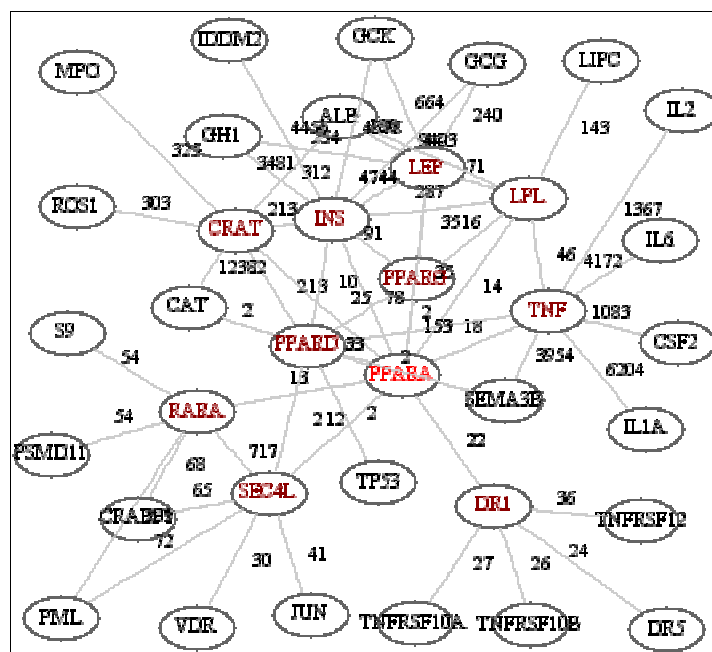 IDDM2
GCK
GCG
LIPC
MPO
IL2
ALB
664
240
143
GH1
325
3481
312
4744
LEP
71
287
ROS1
303
213
CRAT
INS
91
3516
LPL
1367
46
4172
IL6
12382
213
10
25
78
14
CAT
2
2
TNF
1083
S9
PPARD
33
153
18
CSF2
54
13
2
PPARA
3954
6204
RARA
SEMA3B
IL1A
54
212
2
22
PSMD11
68
717
65
SEC4L
TP53
DR1
36
TNFRSF12
72
30
41
27
26
24
PML
VDR
JUN
TNFRSF10A
TNFRSF10B
DR5